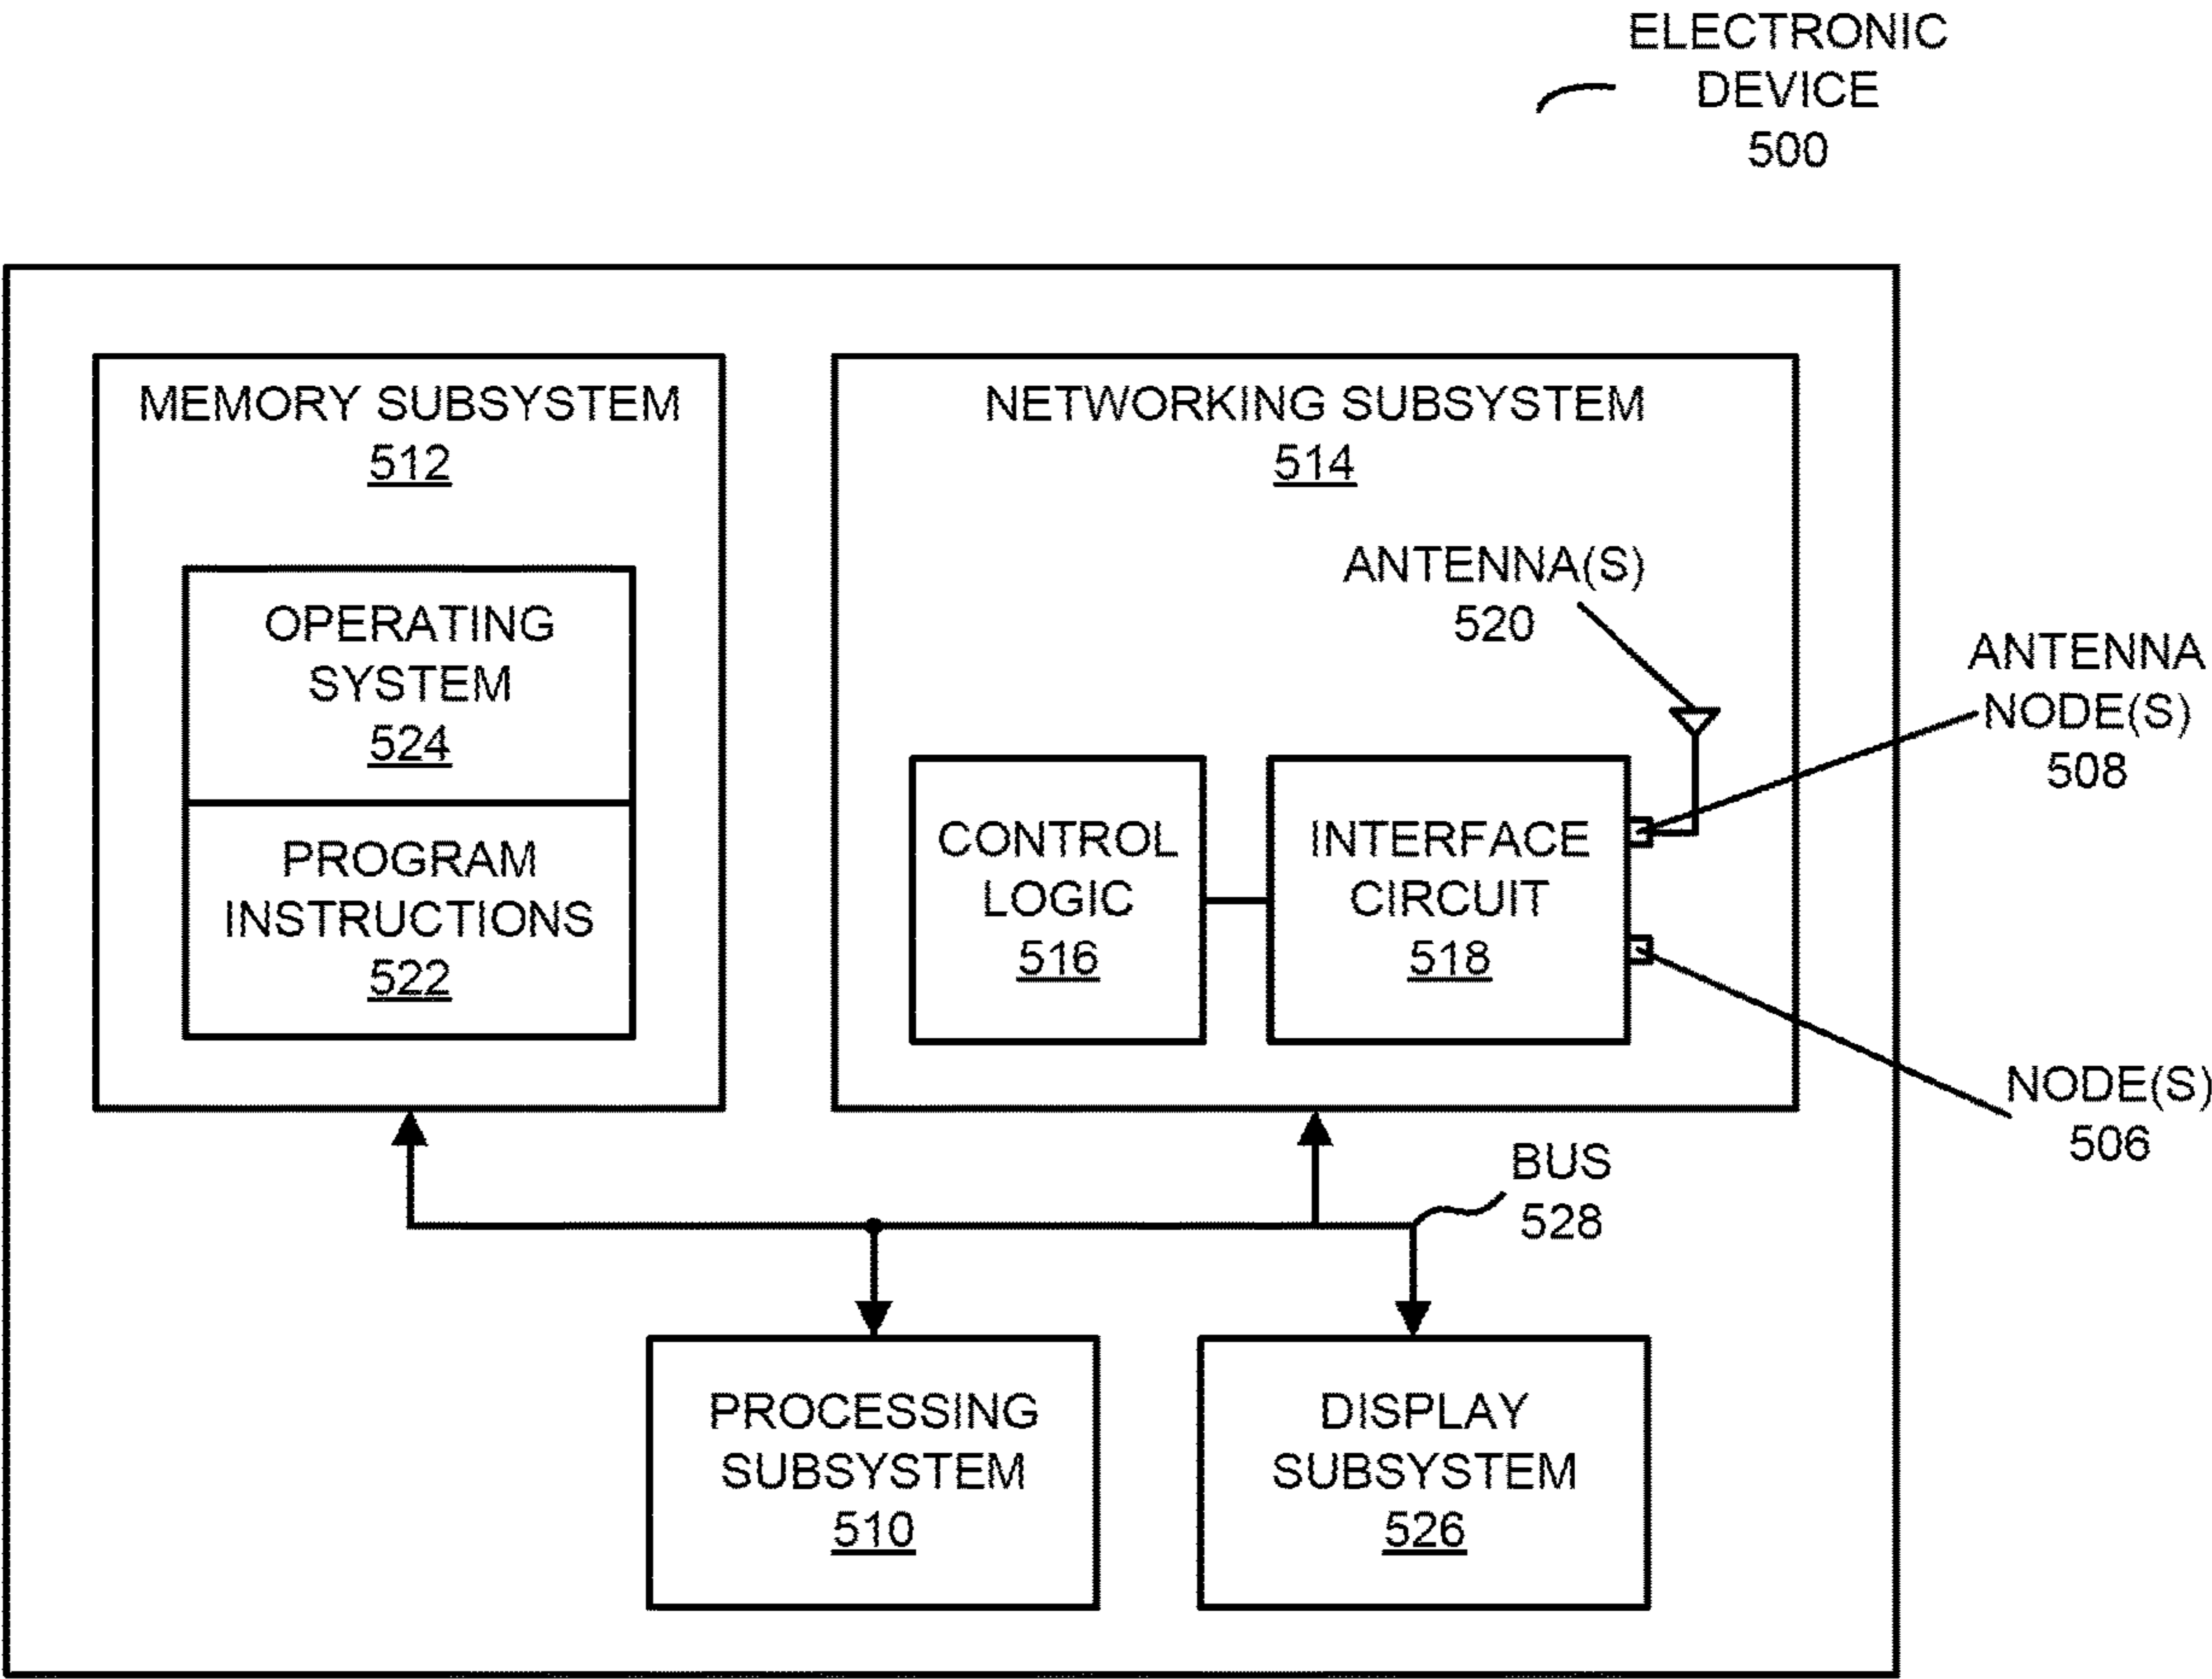 ELECTRONIC
DEVICE
500
MEMORY SUBSYSTEM
512
OPERATING
SYSTEM
524
PROGRAM
INSTRUCTIONS
522
NETWORKING SUBSYSTEM
514
ANTENNA(S)
520
CONTROL
LOGIC
516
INTERFACE
CIRCUIT
518
ANTENNA
NODE(S)
508
NODE(S)
506
BUS
528
PROCESSING
SUBSYSTEM
510
DISPLAY
SUBSYSTEM
526